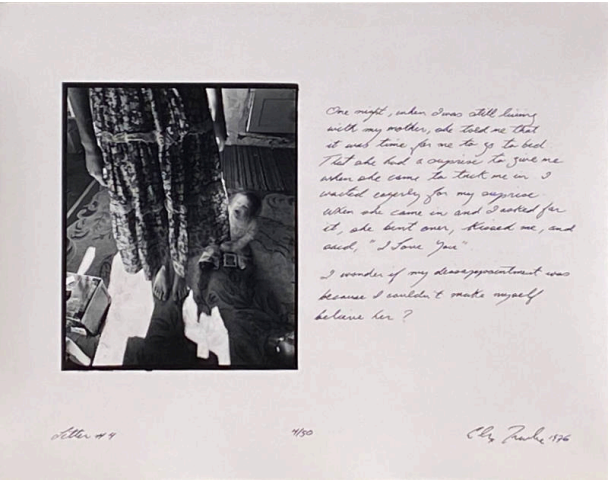 One night, when I was still living
with my mother, she told me that
it was time for me to go to bed.
That she had a surprise to give me
when she came to tuck me in. I
waited eagerly for my surprise.
When she came in and I asked for
it, she bent over, kissed me, and
said, "I Love You".
I wonder if my disappointment was
because I couldn't make myself
believe her?
Letter #4
4/50
1976